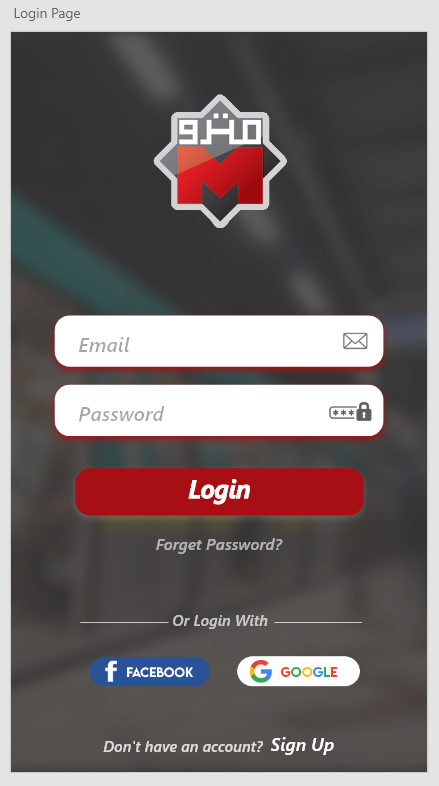 Login Page
مترو
M
Email
Password
Login
Forget Password?
Or Login With
f FACEBOOK
G GOOGLE
Don't have an account? Sign Up